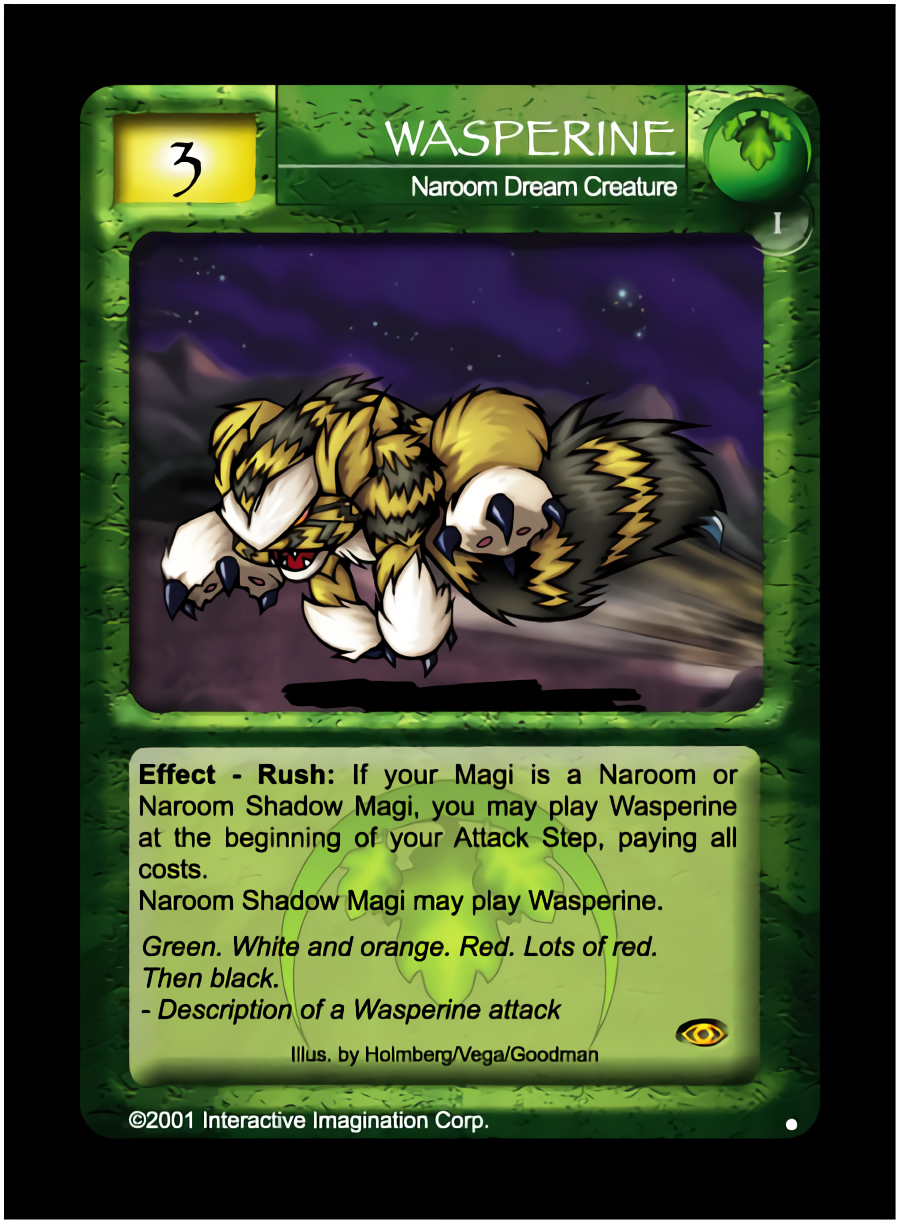 3
WASPERINE
Naroom Dream Creature
I
Effect - Rush: If your Magi is a Naroom or
Naroom Shadow Magi, you may play Wasperine
at the beginning of your Attack Step, paying all
costs.
Naroom Shadow Magi may play Wasperine.
Green. White and orange. Red. Lots of red.
Then black.
- Description of a Wasperine attack
Illus. by Holmberg/Vega/Goodman
©2001 Interactive Imagination Corp.